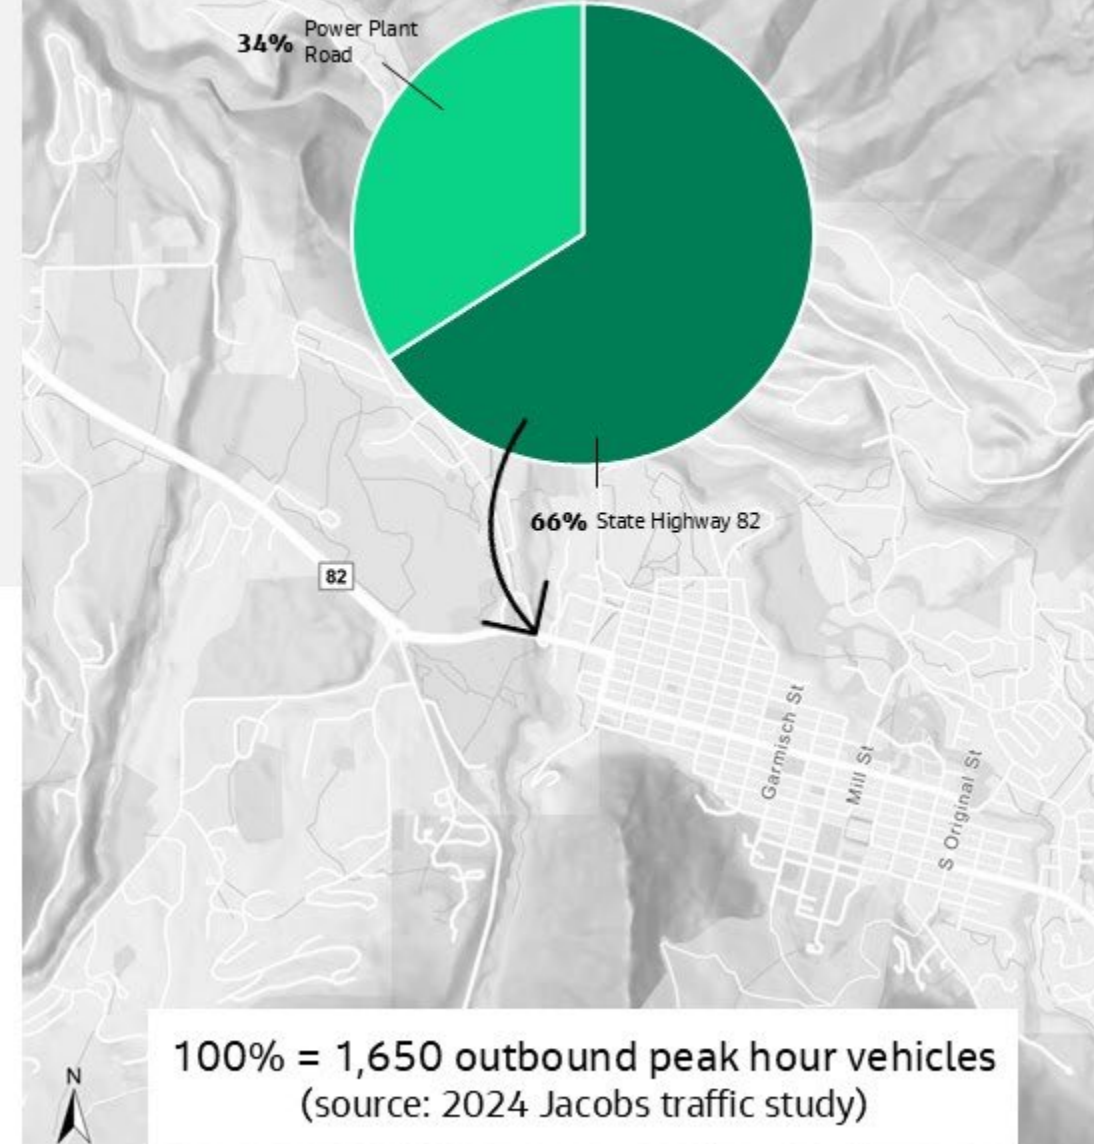 34% Power Plant
Road
66% State Highway 82
82
Garmisch St
Mill St
S Original St
100% = 1,650 outbound peak hour vehicles
(source: 2024 Jacobs traffic study)
N